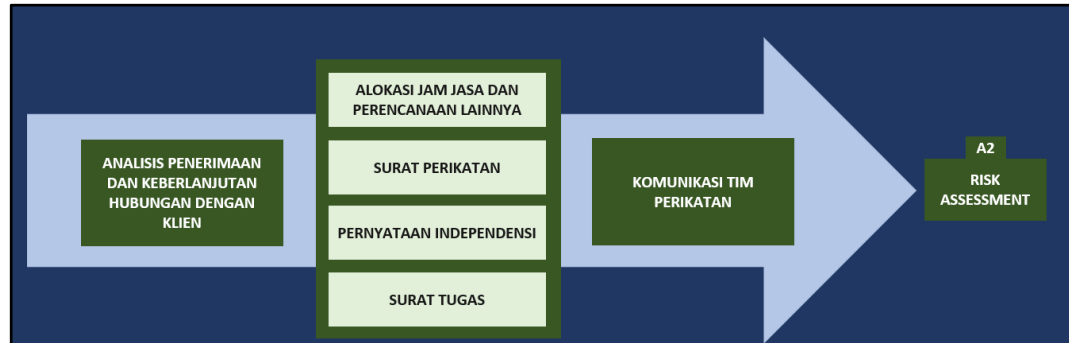 ANALISIS PENERIMAAN
DAN KEBERLANJUTAN
HUBUNGAN DENGAN
KLIEN
ALOKASI JAM JASA DAN
PERENCANAAN LAINNYA
SURAT PERIKATAN
PERNYATAAN INDEPENDENSI
SURAT TUGAS
KOMUNIKASI TIM
PERIKATAN
A2
RISK
ASSESSMENT